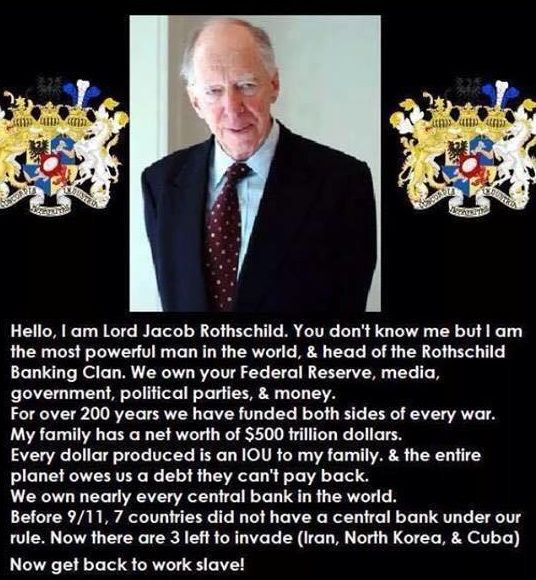 Hello, I am Lord Jacob Rothschild. You don't know me but I am
the most powerful man in the world, & head of the Rothschild
Banking Clan. We own your Federal Reserve, media,
government, political parties, & money.
For over 200 years we have funded both sides of every war.
My family has a net worth of $500 trillion dollars.
Every dollar produced is an IOU to my family. & the entire
planet owes us a debt they can't pay back.
We own nearly every central bank in the world.
Before 9/11, 7 countries did not have a central bank under our
rule. Now there are 3 left to invade (Iran, North Korea, & Cuba)
Now get back to work slave!